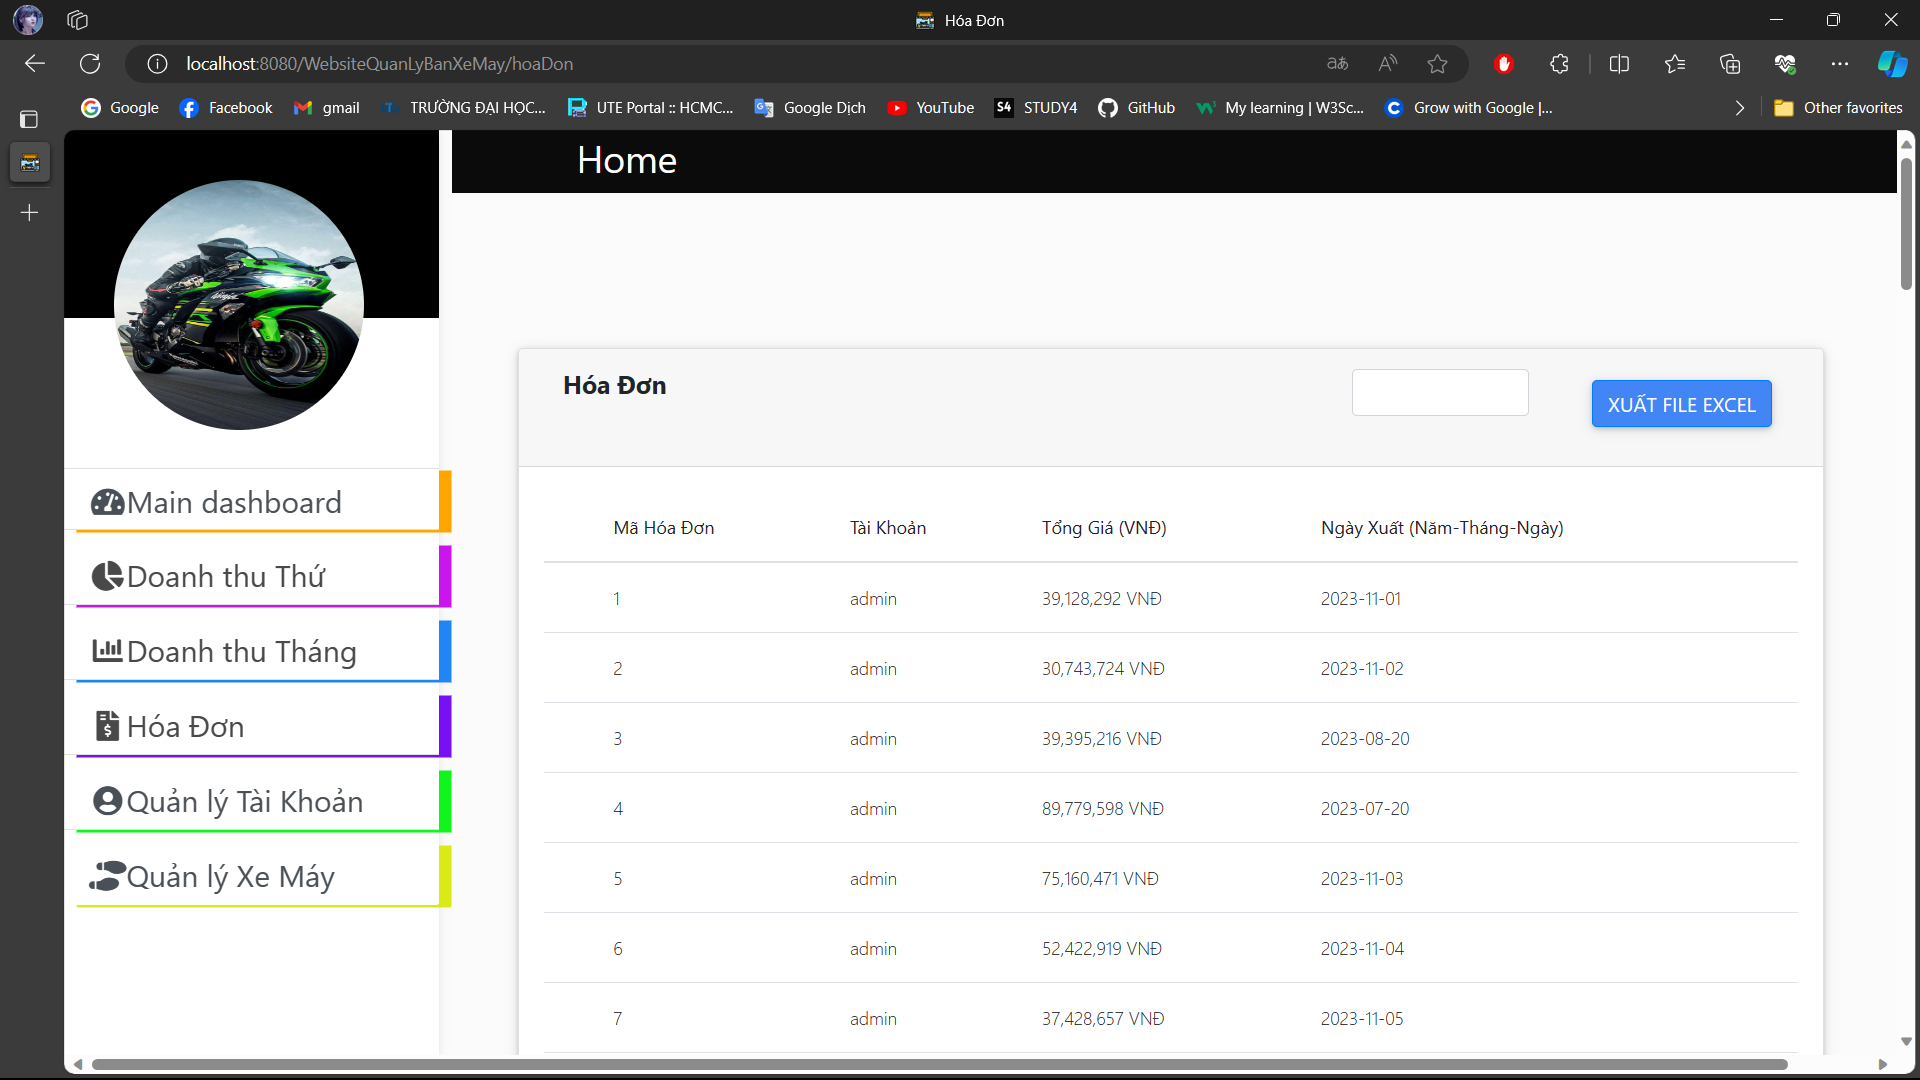 Hóa Đơn
localhost:8080/WebsiteQuanLyBanXeMay/hoaDon
Google
Facebook
gmail
TRƯỜNG ĐẠI HỌC...
UTE Portal :: HCMC...
Google Dịch
YouTube
S4 STUDY4
GitHub
My learning | W3Sc...
Grow with Google |...
Other favorites
Home
Main dashboard
Doanh thu Thứ
Doanh thu Tháng
Hóa Đơn
Quản lý Tài Khoản
Quản lý Xe Máy
Hóa Đơn
XUẤT FILE EXCEL
Mã Hóa Đơn Tài Khoản Tổng Giá (VNĐ) Ngày Xuất (Năm-Tháng-Ngày)
1 admin 39,128,292 VNĐ 2023-11-01
2 admin 30,743,724 VNĐ 2023-11-02
3 admin 39,395,216 VNĐ 2023-08-20
4 admin 89,779,598 VNĐ 2023-07-20
5 admin 75,160,471 VNĐ 2023-11-03
6 admin 52,422,919 VNĐ 2023-11-04
7 admin 37,428,657 VNĐ 2023-11-05